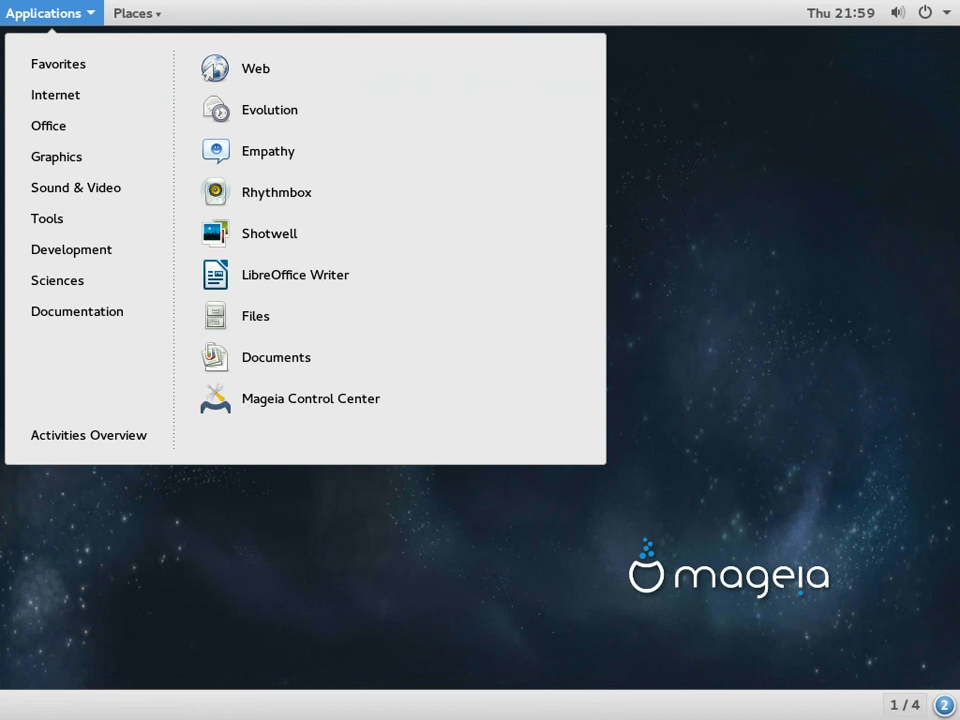 Applications Places Thu 21:59
Favorites
Internet
Office
Graphics
Sound & Video
Tools
Development
Sciences
Documentation
Activities Overview
Web
Evolution
Empathy
Rhythmbox
Shotwell
LibreOffice Writer
Files
Documents
Mageia Control Center
mageia
1 / 4 2